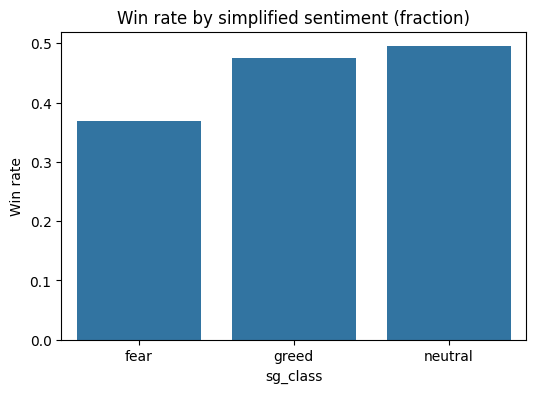 Win rate by simplified sentiment (fraction)
0.5
0.4
0.3
0.2
0.1
0.0
Win rate
fear greed neutral
sg_class